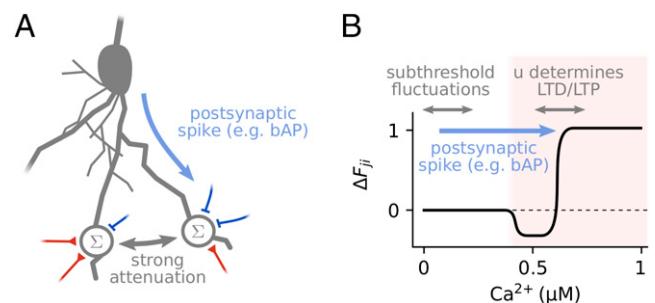 A
postsynaptic
spike (e.g. bAP)
Σ
Σ
strong
attenuation
B
subthreshold
fluctuations
u determines
LTD/LTP
postsynaptic
spike (e.g. bAP)
ΔF_ji
1
0
0
0.5
1
Ca²⁺ (μM)